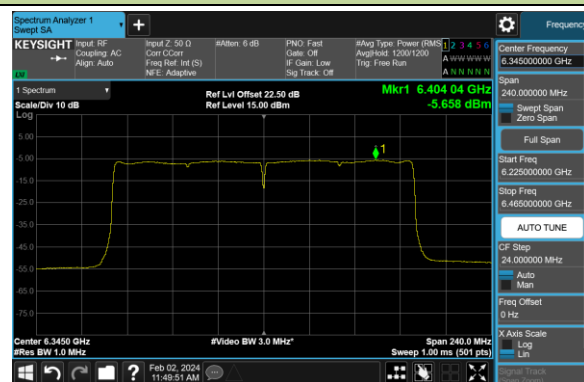 Spectrum Analyzer 1
Swept SA
Frequency
KEYSIGHT
Input: RF
Coupling: AC
Align: Auto
Input Z: 50 Ω
Corr CCorr
Freq Ref: Int (S)
NFE: Adaptive
#Atten: 6 dB
PNO: Fast
Gate: Off
IF Gain: Low
Sig Track: Off
#Avg Type: Power (RMS
Avg|Hold: 1200/1200
Trig: Free Run
1 2 3 4 5 6
A W W W W W
A N N N N N
LXI
1 Spectrum
Scale/Div 10 dB
Log
Ref Lvl Offset 22.50 dB
Ref Level 15.00 dBm
Mkr1 6.404 04 GHz
-5.658 dBm
5.00
-5.00
-15.0
-25.0
-35.0
-45.0
-55.0
-65.0
-75.0
1
Center 6.3450 GHz
#Res BW 1.0 MHz
#Video BW 3.0 MHz*
Span 240.0 MHz
Sweep 1.00 ms (501 pts)
Center Frequency
6.345000000 GHz
Span
240.000000 MHz
Swept Span
Zero Span
Full Span
Start Freq
6.225000000 GHz
Stop Freq
6.465000000 GHz
AUTO TUNE
CF Step
24.000000 MHz
Auto
Man
Freq Offset
0 Hz
X Axis Scale
Log
Lin
Signal Track
?
Feb 02, 2024
11:49:51 AM